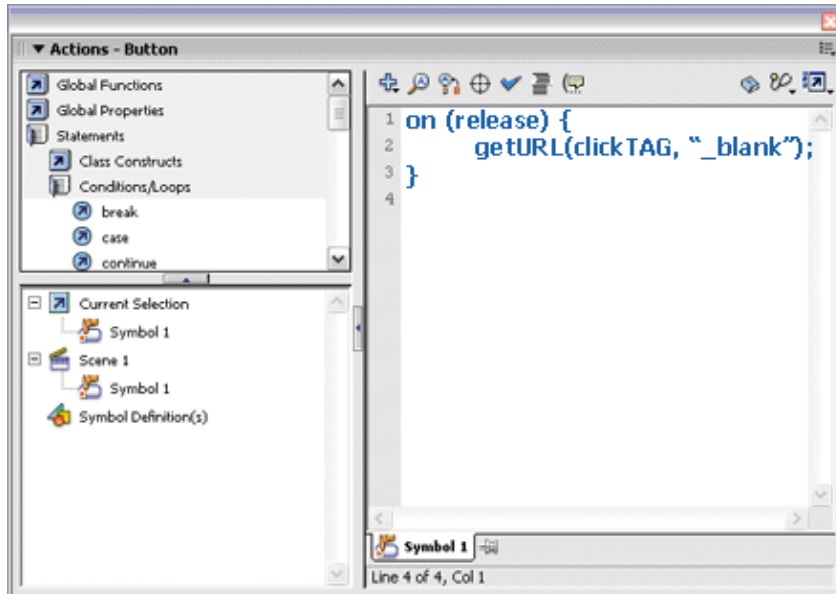 Actions - Button
Global Functions
Global Properties
Statements
Class Constructs
Conditions/Loops
break
case
continue
Current Selection
Symbol 1
Scene 1
Symbol 1
Symbol Definition(s)
1 on (release) {
2 getURL(clickTAG, “_blank”);
3 }
4
Symbol 1
Line 4 of 4, Col 1